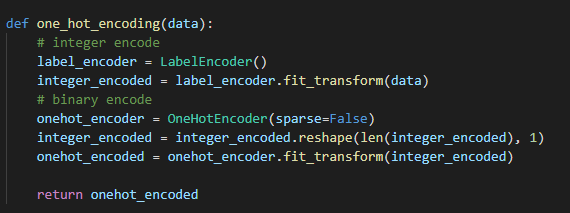 def one_hot_encoding(data):
    # integer encode
    label_encoder = LabelEncoder()
    integer_encoded = label_encoder.fit_transform(data)
    # binary encode
    onehot_encoder = OneHotEncoder(sparse=False)
    integer_encoded = integer_encoded.reshape(len(integer_encoded), 1)
    onehot_encoded = onehot_encoder.fit_transform(integer_encoded)

    return onehot_encoded